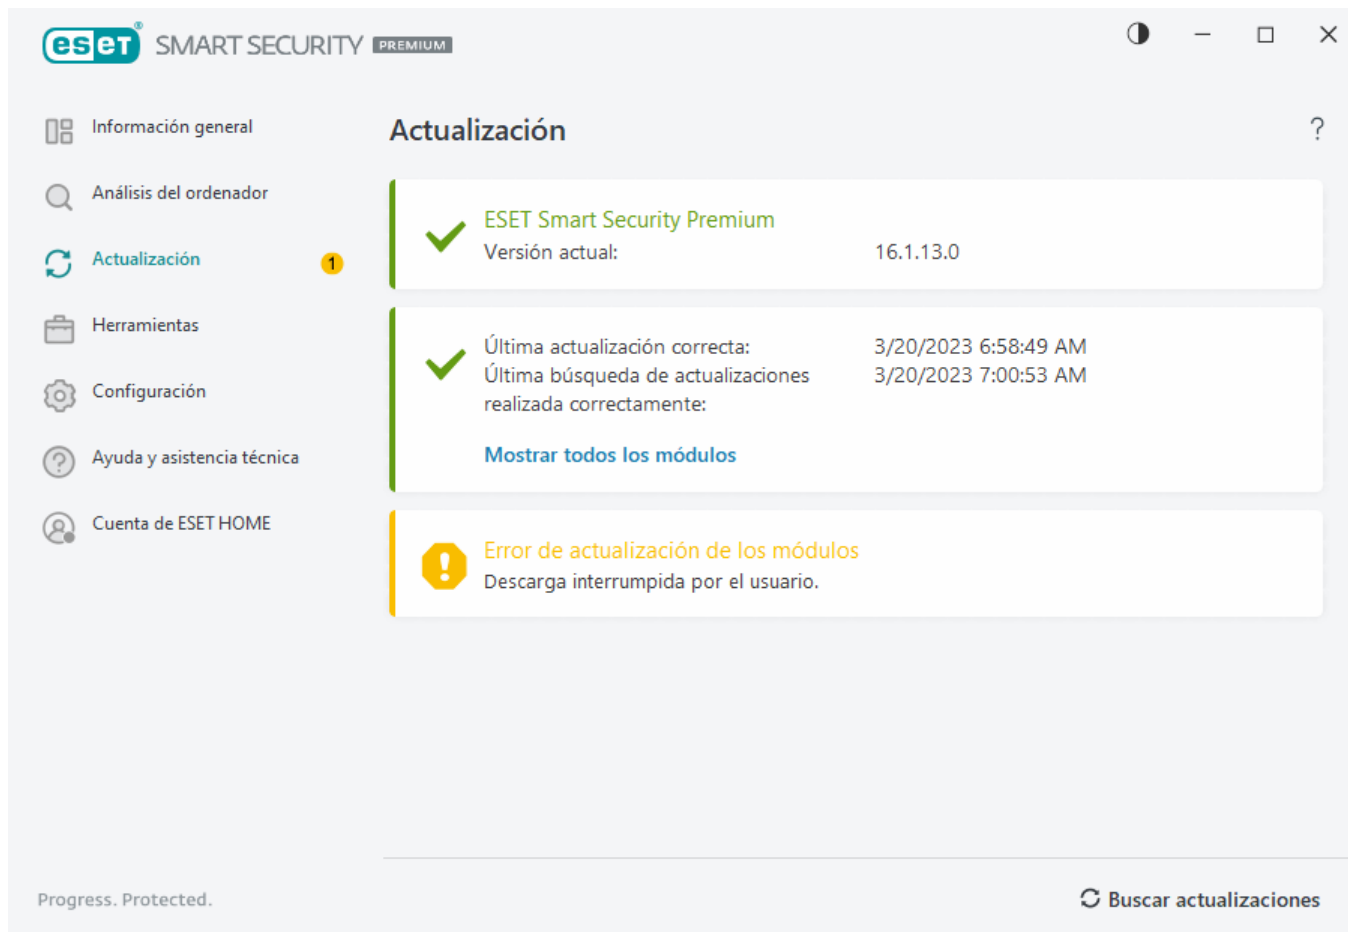 eset® SMART SECURITY PREMIUM
Información general
Análisis del ordenador
Actualización 1
Herramientas
Configuración
Ayuda y asistencia técnica
Cuenta de ESET HOME
Actualización ?
ESET Smart Security Premium
Versión actual: 16.1.13.0
Última actualización correcta: 3/20/2023 6:58:49 AM
Última búsqueda de actualizaciones 3/20/2023 7:00:53 AM
realizada correctamente:
Mostrar todos los módulos
Error de actualización de los módulos
Descarga interrumpida por el usuario.
Progress. Protected.
Buscar actualizaciones